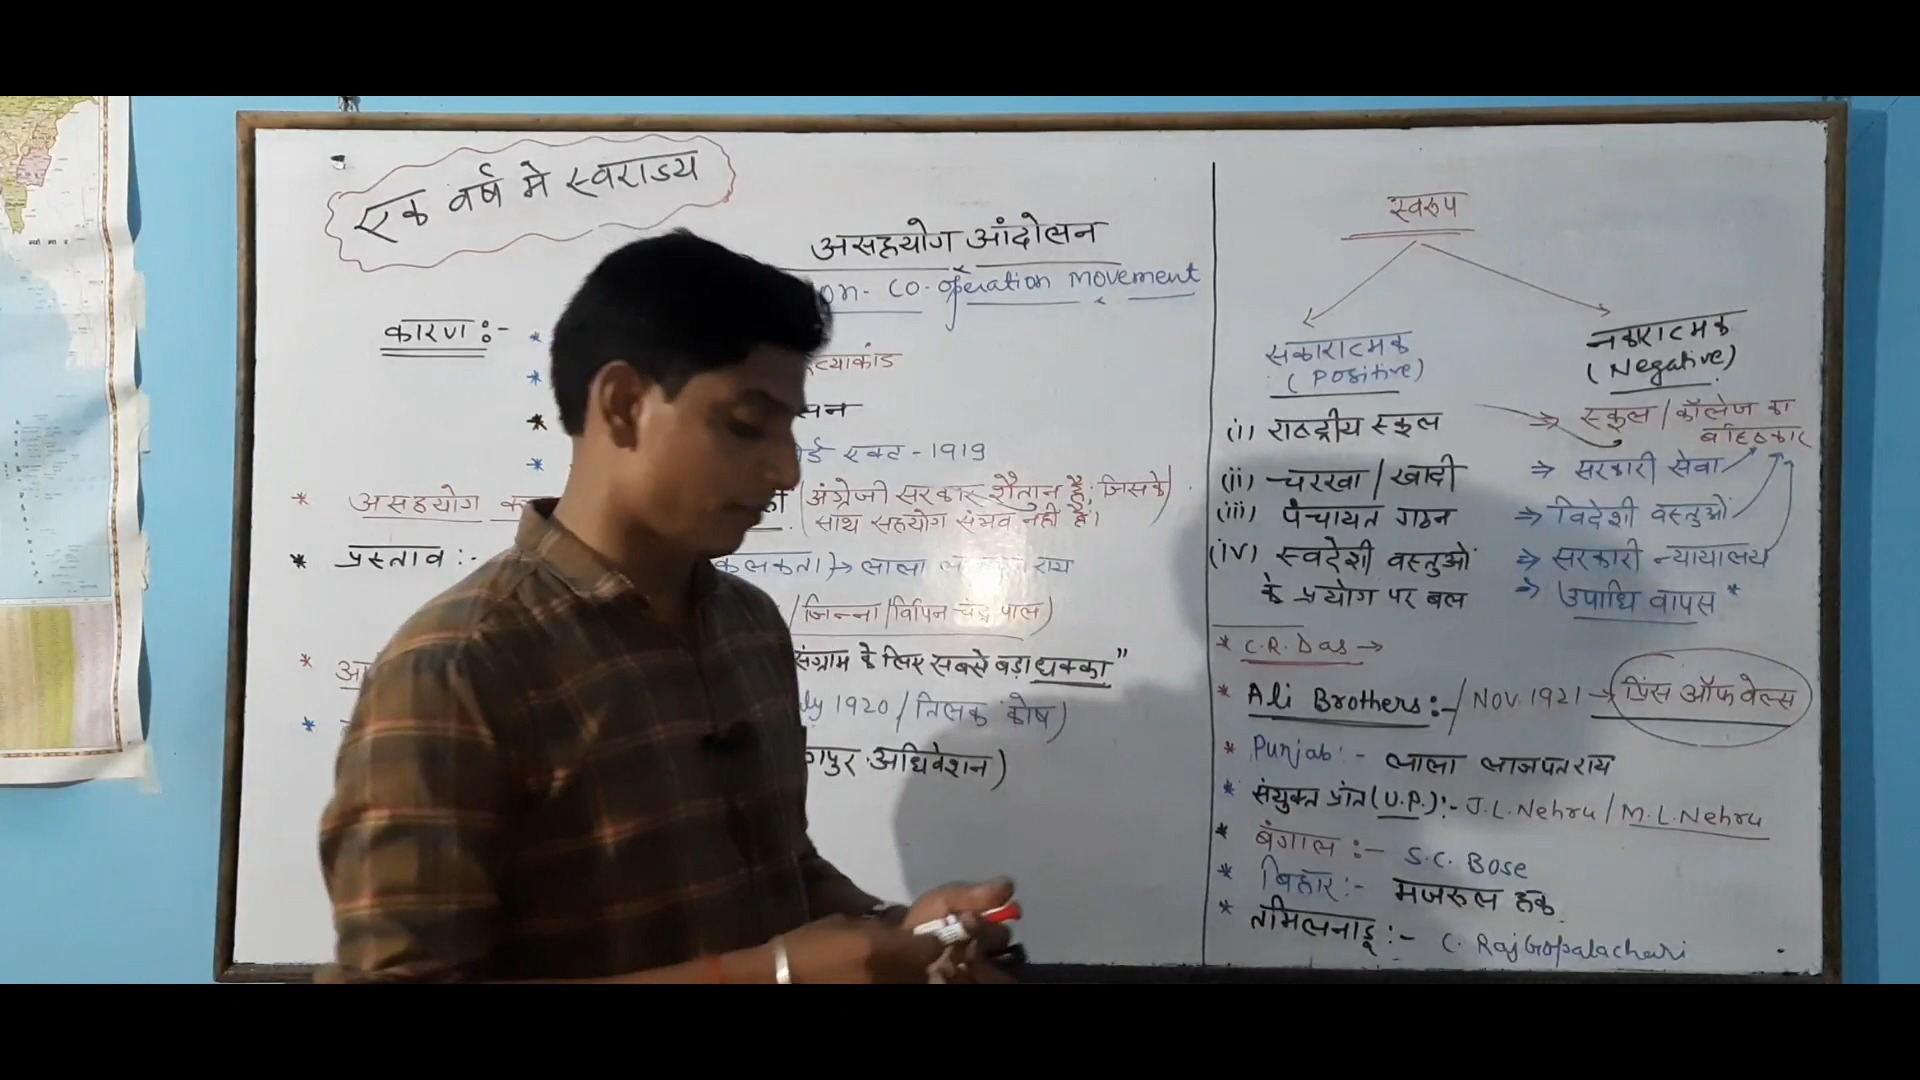 एक वर्ष मे स्वराज्य
असहयोग आंदोलन
on- co-operation movement
कारण :-
*
* त्याकांड
*
* एक्ट - 1919
* असहयोग (अंग्रेजी सरकार शैतान है; जिसके
साथ सहयोग संभव नही है।)
* प्रस्ताव :- कलकता) → लाला राय
/जिन्ना/विपिन चंद्र पाल)
* संग्राम के लिए सबसे बड़ा धक्का"
* ly 1920 / तिलक कोष)
पुर अधिवेशन)
स्वरूप
सकारात्मक
(Positive)
(i) राष्ट्रीय स्कूल
(ii) चरखा / खादी
(iii) पंचायत गठन
(iv) स्वदेशी वस्तुओं
के प्रयोग पर बल
नकारात्मक
(Negative)
⇒ स्कूल / कॉलेज का
बहिष्कार
⇒ सरकारी सेवा
⇒ विदेशी वस्तुओं
⇒ सरकारी न्यायालय
⇒ उपाधि वापस *
* C.R. Das →
* Ali Brothers :- / NOV. 1921 → प्रिंस ऑफ वेल्स
* Punjab :- लाला लाजपतराय
* संयुक्त प्रांत (U.P.) :- J.L. Nehru / M.L. Nehru
* बंगाल :- S.C. Bose
* बिहार :- मजरूल हक
* तमिलनाडू :- C. RajGopalachari